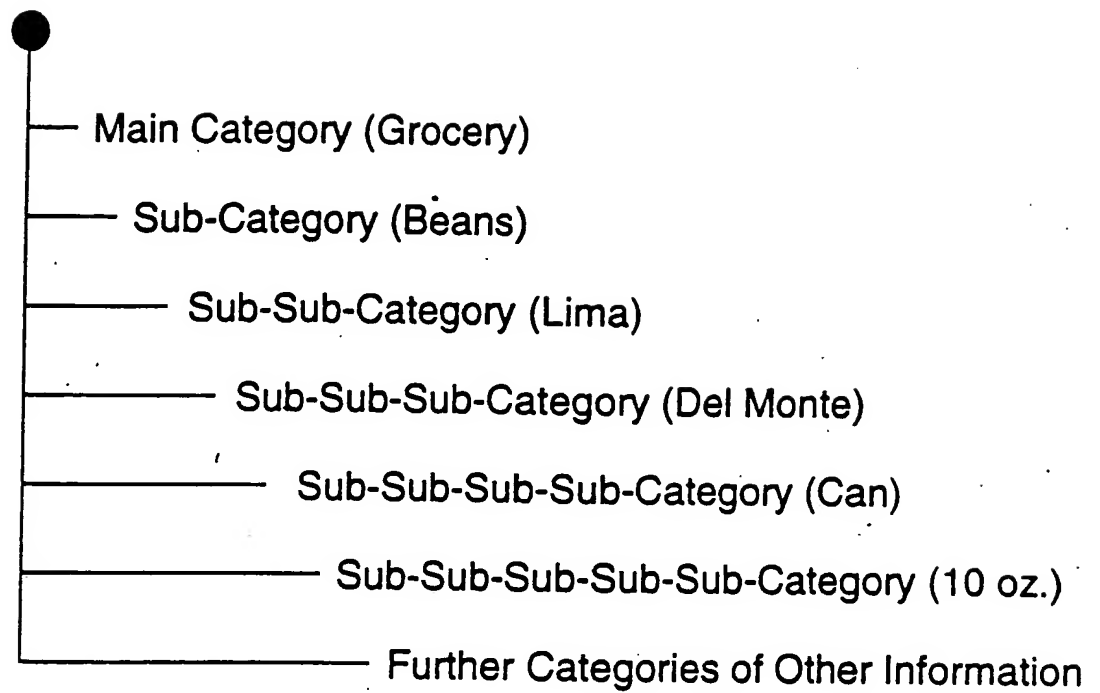 Main Category (Grocery)
Sub-Category (Beans)
Sub-Sub-Category (Lima)
Sub-Sub-Sub-Category (Del Monte)
Sub-Sub-Sub-Sub-Category (Can)
Sub-Sub-Sub-Sub-Sub-Category (10 oz.)
Further Categories of Other Information